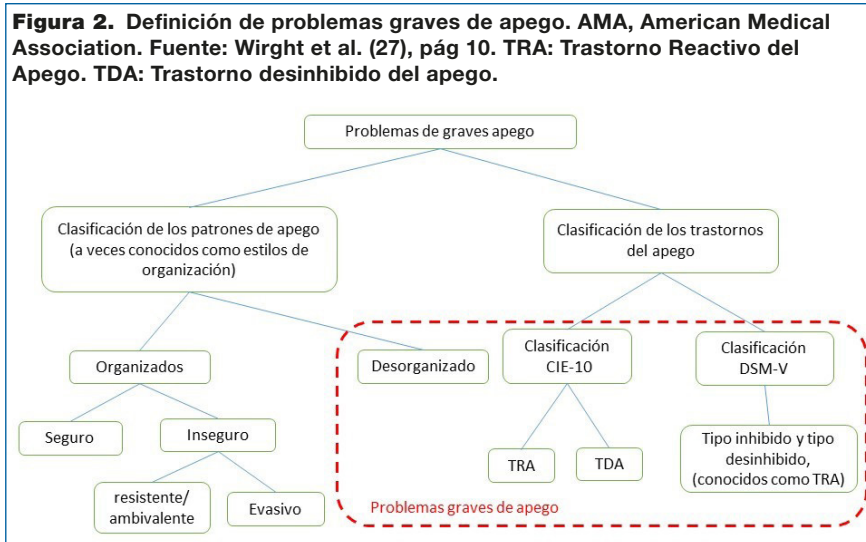 Figura 2. Definición de problemas graves de apego. AMA, American Medical
Association. Fuente: Wirght et al. (27), pág 10. TRA: Trastorno Reactivo del
Apego. TDA: Trastorno desinhibido del apego.
Problemas de graves apego
Clasificación de los patrones de apego
(a veces conocidos como estilos de
organización)
Clasificación de los trastornos
del apego
Organizados
Desorganizado
Clasificación
CIE-10
Clasificación
DSM-V
Seguro
Inseguro
TRA
TDA
Tipo inhibido y tipo
desinhibido,
(conocidos como TRA)
resistente/
ambivalente
Evasivo
Problemas graves de apego